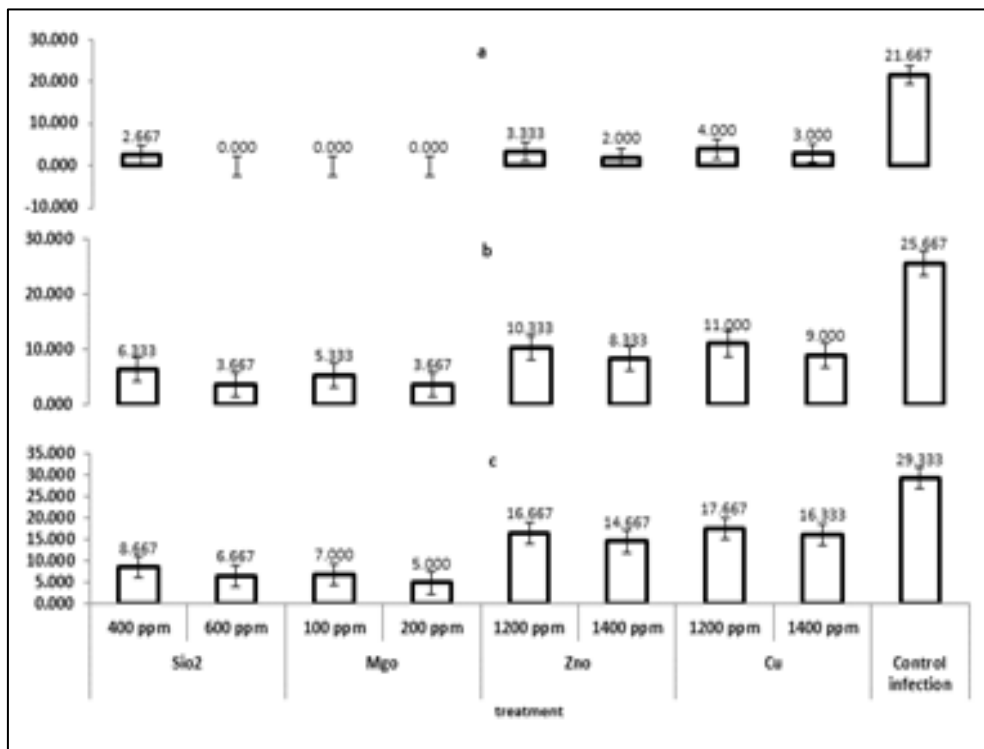 30.000
a
21.667
20.000
10.000
2.667 0.000 0.000 0.000 3.333 2.000 4.000 3.000
0.000
-10.000
30.000
b
25.667
20.000
10.000
6.333 3.667 5.333 3.667 10.333 8.333 11.000 9.000
0.000
35.000
c
30.000
29.333
25.000
20.000
15.000
16.667 14.667 17.667 16.333
10.000
8.667 6.667 7.000 5.000
5.000
0.000
400 ppm 600 ppm 100 ppm 200 ppm 1200 ppm 1400 ppm 1200 ppm 1400 ppm
Sio2 Mgo Zno Cu Control
infection
treatment